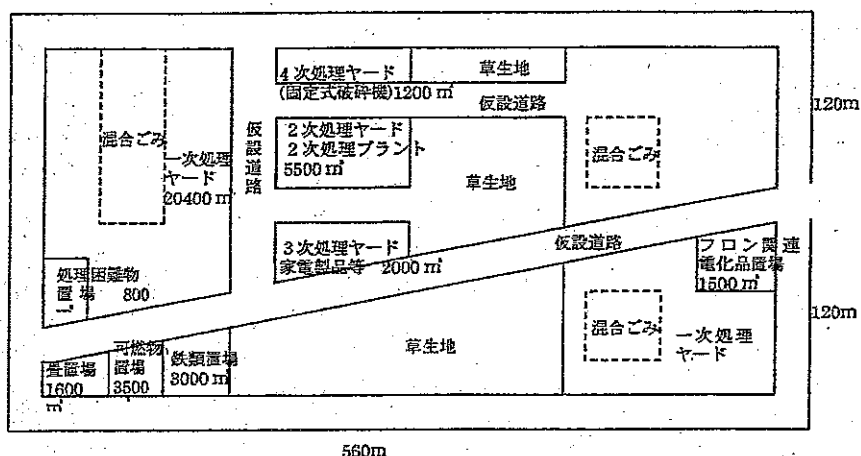 4次処理ヤード
(固定式破砕機)1200㎡
草生地
仮設道路
120m
混合ごみ
一次処理
ヤード
20400㎡
仮設道路
2次処理ヤード
2次処理プラント
5500㎡
草生地
混合ごみ
3次処理ヤード
家電製品等 2000㎡
仮設道路
フロン関連
電化品置場
1500㎡
処理困難物
置場 800
㎡
混合ごみ
一次処理
ヤード
120m
草生地
畳置場
1600
㎡
可燃物
置場
3500
鉄類置場
3000㎡
560m